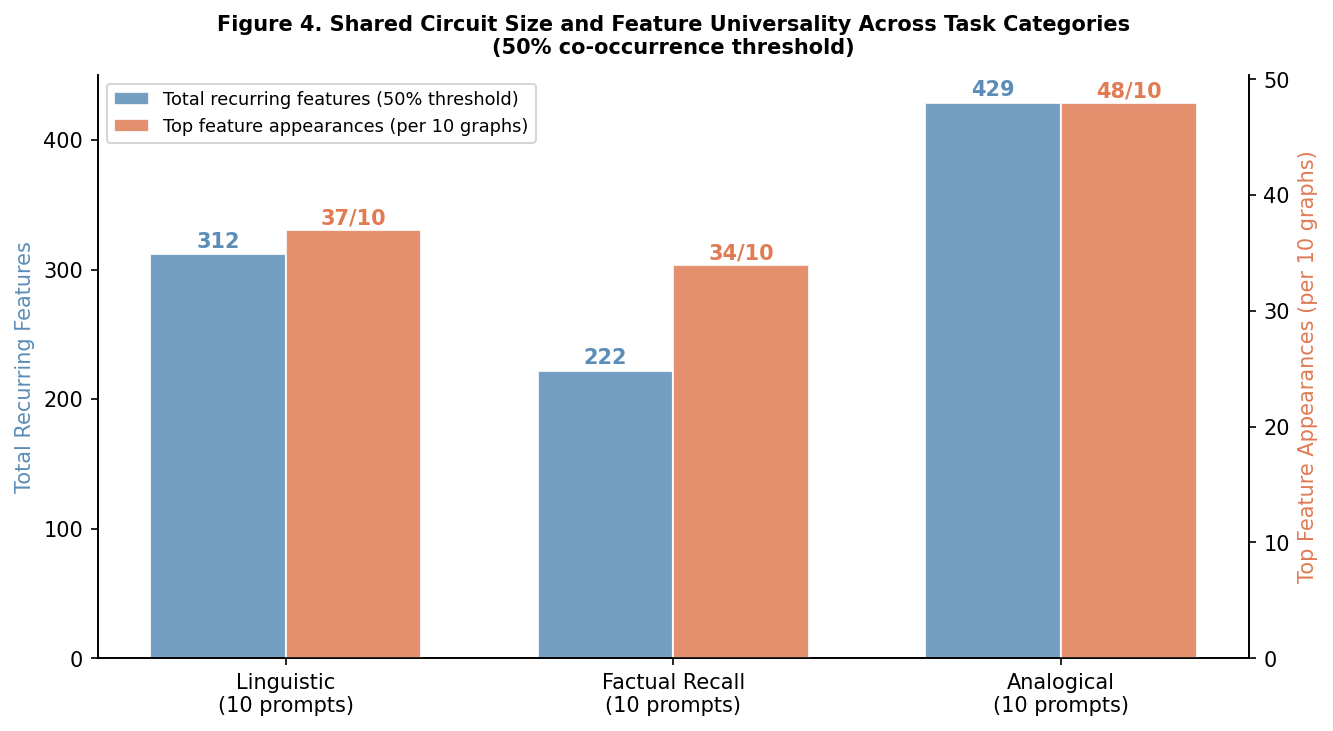 Figure 4. Shared Circuit Size and Feature Universality Across Task Categories
(50% co-occurrence threshold)
Total recurring features (50% threshold)
Top feature appearances (per 10 graphs)
Total Recurring Features
400
300
200
100
0
312
37/10
222
34/10
429
48/10
50
40
30
20
10
0
Top Feature Appearances (per 10 graphs)
Linguistic
(10 prompts)
Factual Recall
(10 prompts)
Analogical
(10 prompts)